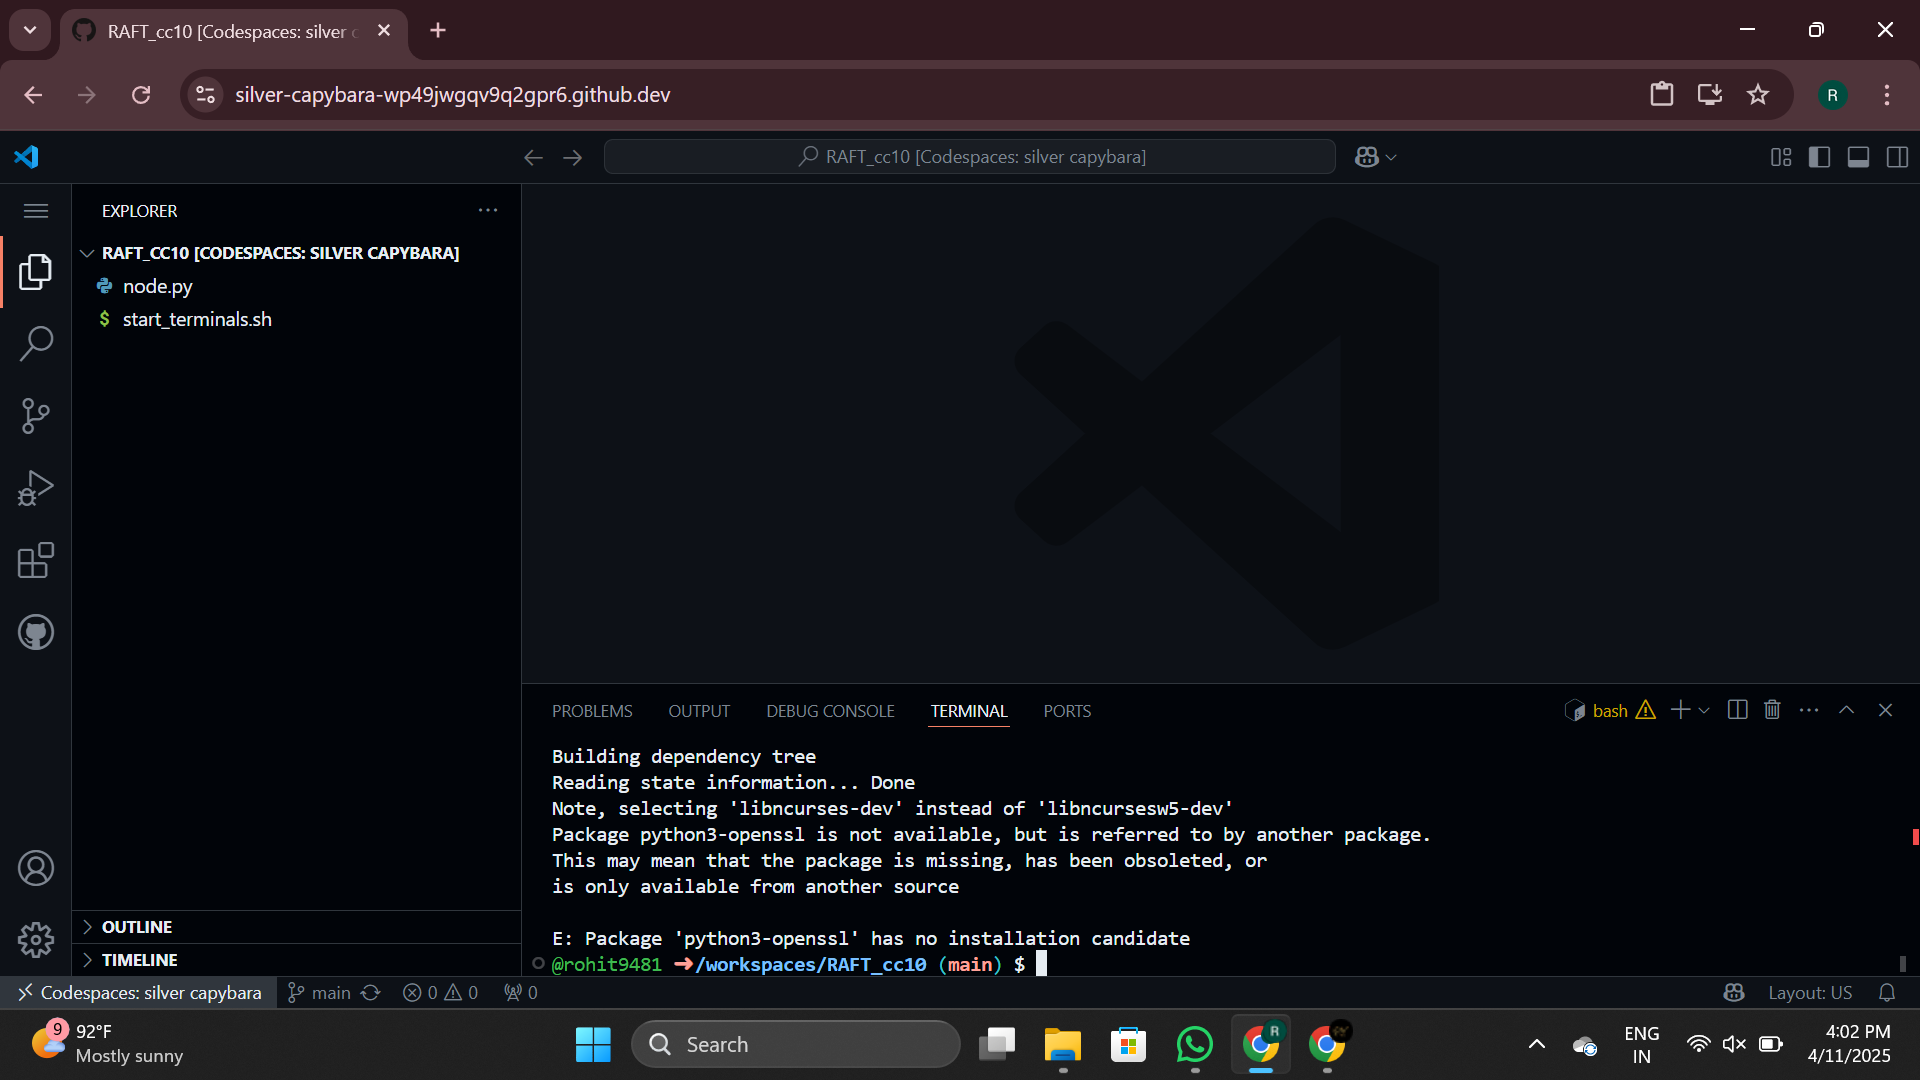 RAFT_cc10 [Codespaces: silver c
silver-capybara-wp49jwgqv9q2gpr6.github.dev
R
RAFT_cc10 [Codespaces: silver capybara]
EXPLORER
RAFT_CC10 [CODESPACES: SILVER CAPYBARA]
node.py
$ start_terminals.sh
OUTLINE
TIMELINE
PROBLEMS
OUTPUT
DEBUG CONSOLE
TERMINAL
PORTS
bash
Building dependency tree
Reading state information... Done
Note, selecting 'libncurses-dev' instead of 'libncursesw5-dev'
Package python3-openssl is not available, but is referred to by another package.
This may mean that the package is missing, has been obsoleted, or
is only available from another source
E: Package 'python3-openssl' has no installation candidate
@rohit9481 ➜ /workspaces/RAFT_cc10 (main) $
Codespaces: silver capybara
main
0
0
0
Layout: US
9
92°F
Mostly sunny
Search
R
ENG
IN
4:02 PM
4/11/2025